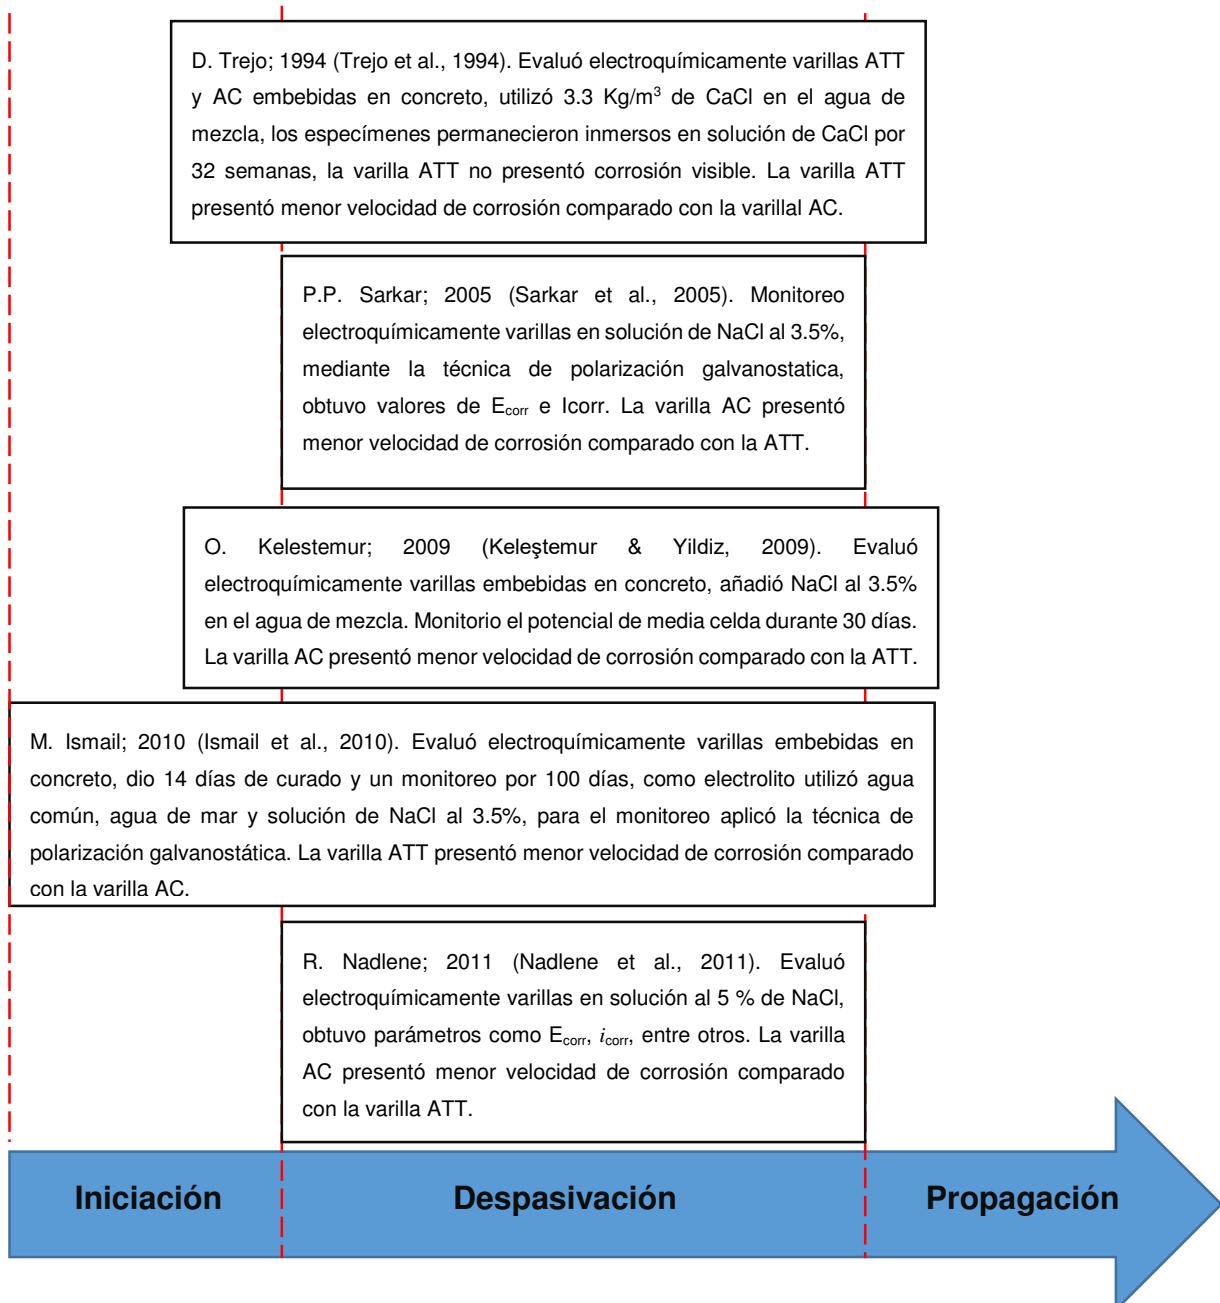 D. Trejo; 1994 (Trejo et al., 1994). Evaluó electroquímicamente varillas ATT
y AC embebidas en concreto, utilizó 3.3 Kg/m³ de CaCl en el agua de
mezcla, los especímenes permanecieron inmersos en solución de CaCl por
32 semanas, la varilla ATT no presentó corrosión visible. La varilla ATT
presentó menor velocidad de corrosión comparado con la varillal AC.
P.P. Sarkar; 2005 (Sarkar et al., 2005). Monitoreo
electroquímicamente varillas en solución de NaCl al 3.5%,
mediante la técnica de polarización galvanostatica,
obtuvo valores de Ecorr e Icorr. La varilla AC presentó
menor velocidad de corrosión comparado con la ATT.
O. Kelestemur; 2009 (Keleştemur & Yildiz, 2009). Evaluó
electroquímicamente varillas embebidas en concreto, añadió NaCl al 3.5%
en el agua de mezcla. Monitorio el potencial de media celda durante 30 días.
La varilla AC presentó menor velocidad de corrosión comparado con la ATT.
M. Ismail; 2010 (Ismail et al., 2010). Evaluó electroquímicamente varillas embebidas en
concreto, dio 14 días de curado y un monitoreo por 100 días, como electrolito utilizó agua
común, agua de mar y solución de NaCl al 3.5%, para el monitoreo aplicó la técnica de
polarización galvanostática. La varilla ATT presentó menor velocidad de corrosión comparado
con la varilla AC.
R. Nadlene; 2011 (Nadlene et al., 2011). Evaluó
electroquímicamente varillas en solución al 5 % de NaCl,
obtuvo parámetros como Ecorr, icorr, entre otros. La varilla
AC presentó menor velocidad de corrosión comparado
con la varilla ATT.
Iniciación Despasivación Propagación